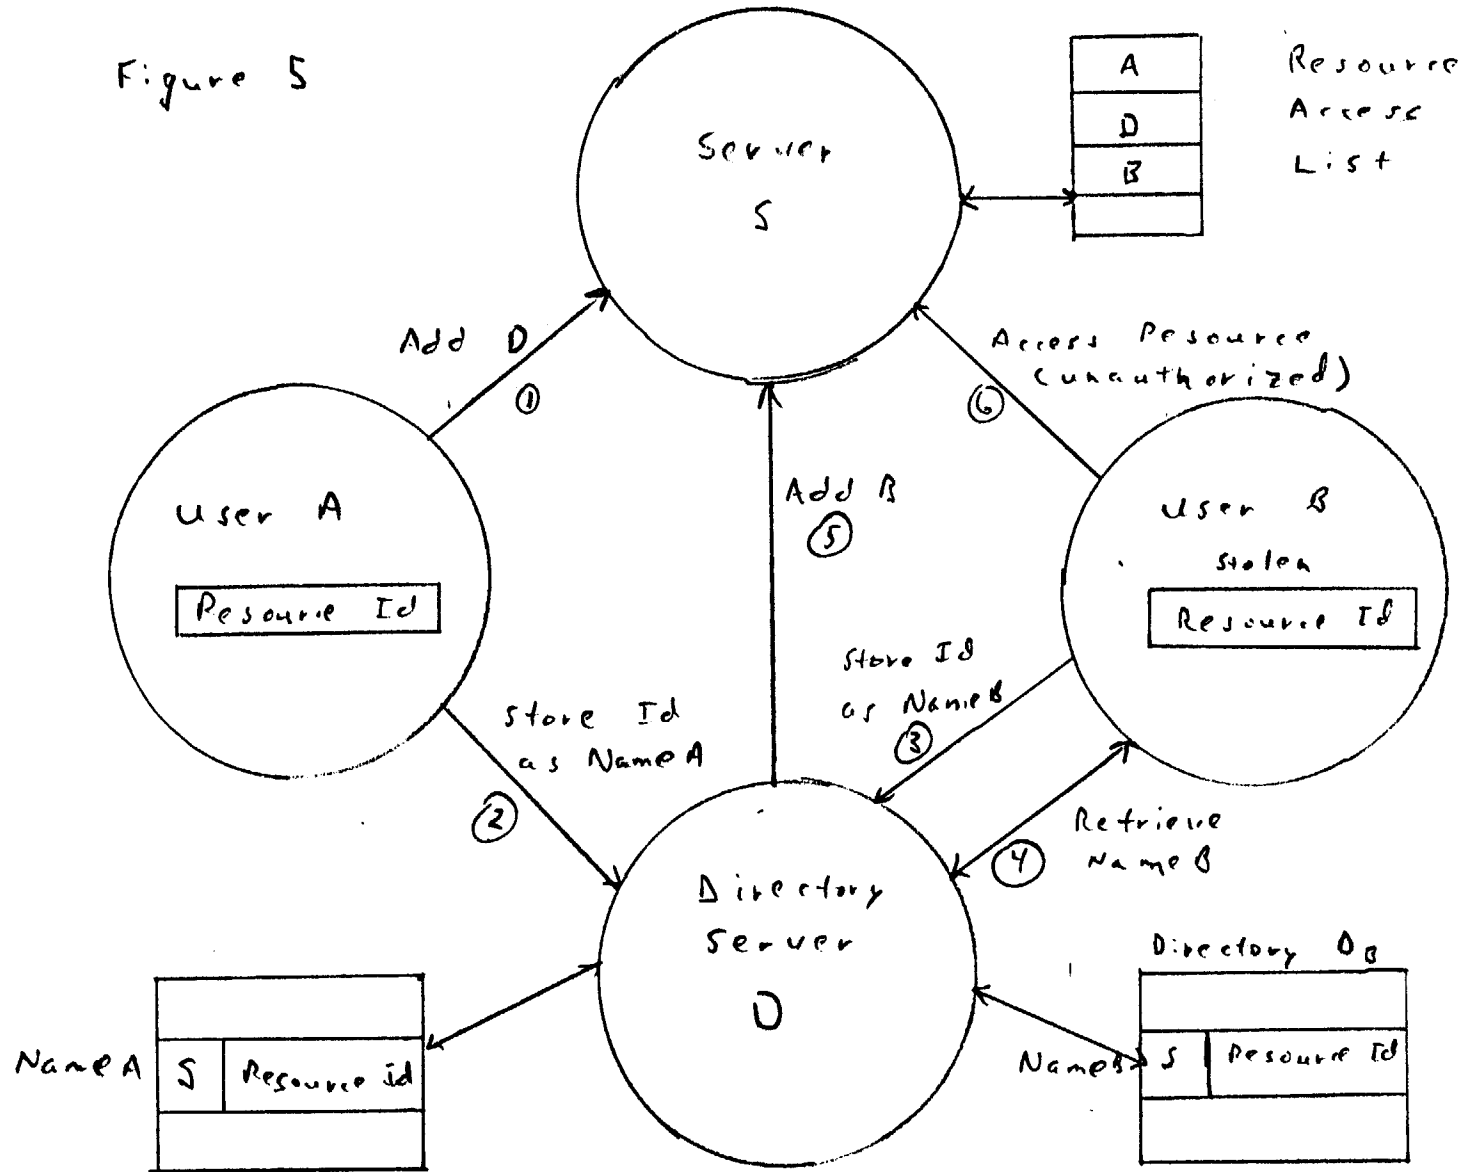 Figure 5
A
D
B
Resource
Access
List
Server
S
Add D
1
Access Resource
(unauthorized)
6
User A
Resource Id
Add B
5
User B
Stolen
Resource Id
Store Id
as NameB
3
Store Id
as NameA
2
Retrieve
NameB
4
Directory
Server
D
NameA
S
Resource Id
Directory DB
NameB
S
Resource Id